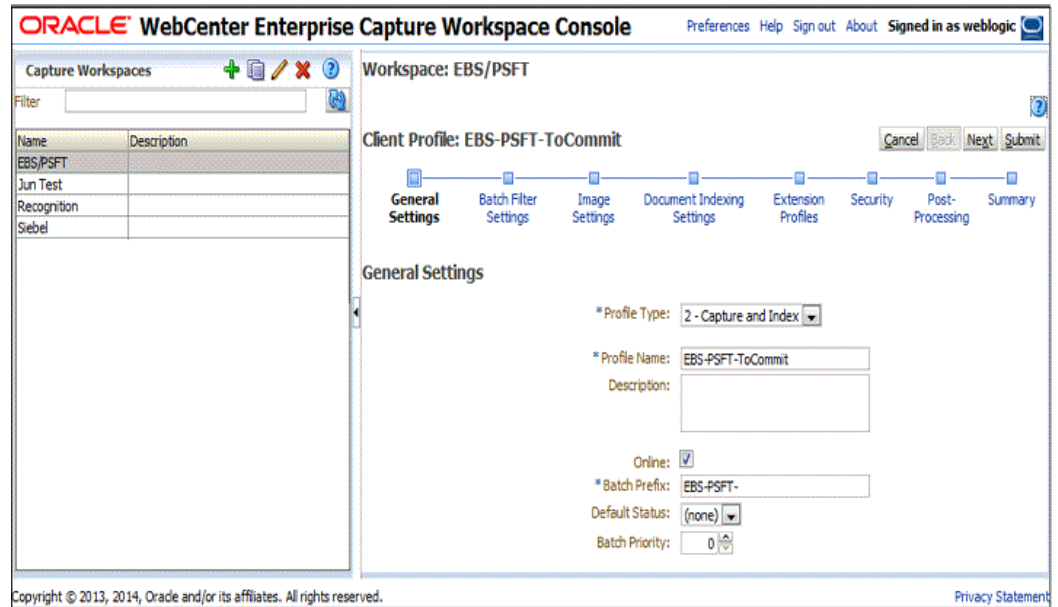 ORACLE WebCenter Enterprise Capture Workspace Console
Preferences Help Sign out About Signed in as weblogic
Capture Workspaces
Filter
Name Description
EBS/PSFT
Jun Test
Recognition
Siebel
Workspace: EBS/PSFT
Client Profile: EBS-PSFT-ToCommit
Cancel Back Next Submit
General Settings
Batch Filter Settings
Image Settings
Document Indexing Settings
Extension Profiles
Security
Post-Processing
Summary
General Settings
* Profile Type: 2 - Capture and Index
* Profile Name: EBS-PSFT-ToCommit
Description:
Online:
* Batch Prefix: EBS-PSFT-
Default Status: (none)
Batch Priority: 0
Copyright © 2013, 2014, Oracle and/or its affiliates. All rights reserved.
Privacy Statement